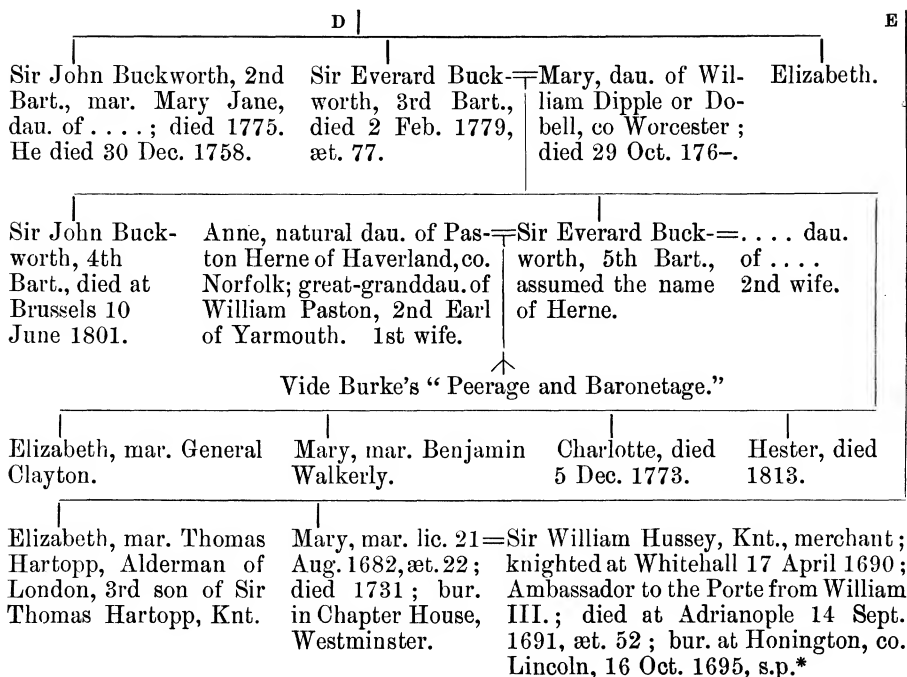 D E
Sir John Buckworth, 2nd
Bart., mar. Mary Jane,
dau. of . . . . ; died 1775.
He died 30 Dec. 1758.
Sir Everard Buck-
worth, 3rd Bart.,
died 2 Feb. 1779,
æt. 77.
Mary, dau. of Wil-
liam Dipple or Do-
bell, co Worcester ;
died 29 Oct. 176–.
Elizabeth.
Sir John Buck-
worth, 4th
Bart., died at
Brussels 10
June 1801.
Anne, natural dau. of Pas-
ton Herne of Haverland, co.
Norfolk; great-granddau. of
William Paston, 2nd Earl
of Yarmouth. 1st wife.
Sir Everard Buck-
worth, 5th Bart.,
assumed the name
of Herne.
. . . . dau.
of . . . .
2nd wife.
Vide Burke's “ Peerage and Baronetage.”
Elizabeth, mar. General
Clayton.
Mary, mar. Benjamin
Walkerly.
Charlotte, died
5 Dec. 1773.
Hester, died
1813.
Elizabeth, mar. Thomas
Hartopp, Alderman of
London, 3rd son of Sir
Thomas Hartopp, Knt.
Mary, mar. lic. 21
Aug. 1682, æt. 22 ;
died 1731 ; bur.
in Chapter House,
Westminster.
Sir William Hussey, Knt., merchant ;
knighted at Whitehall 17 April 1690 ;
Ambassador to the Porte from William
III. ; died at Adrianople 14 Sept.
1691, æt. 52 ; bur. at Honington, co.
Lincoln, 16 Oct. 1695, s.p.*